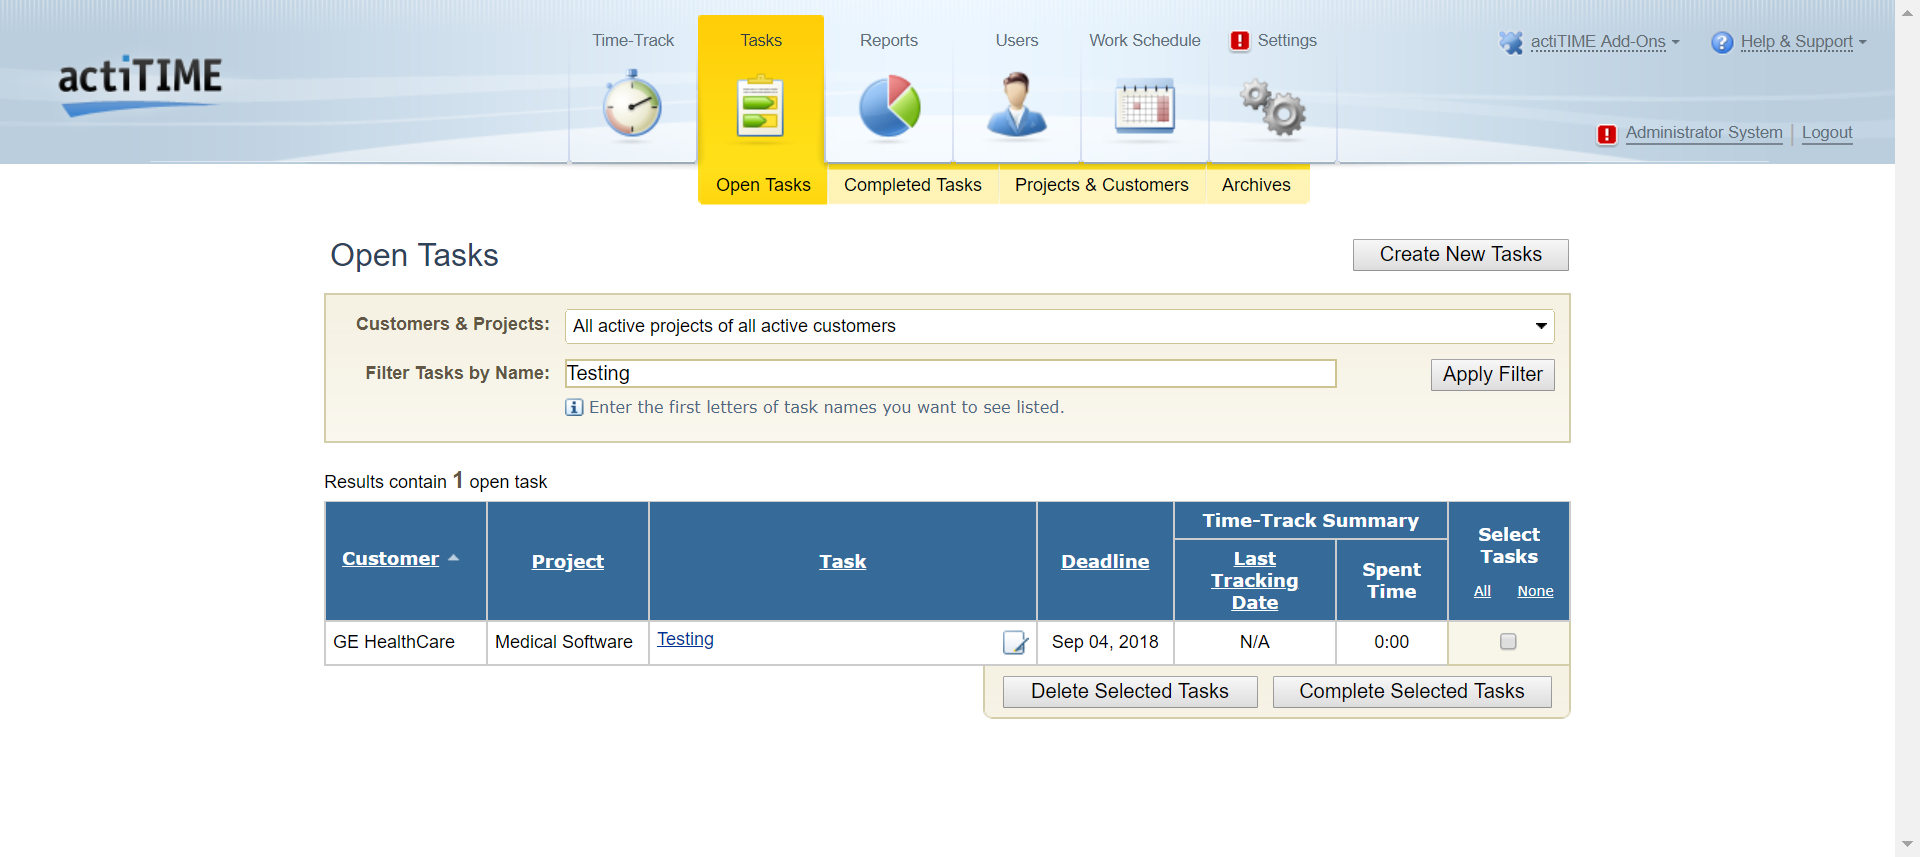 actiTIME
Time-Track
Tasks
Reports
Users
Work Schedule
Settings
actiTIME Add-Ons
Help & Support
Administrator System
Logout
Open Tasks
Completed Tasks
Projects & Customers
Archives
Open Tasks
Create New Tasks
Customers & Projects:
All active projects of all active customers
Filter Tasks by Name:
Testing
Apply Filter
Enter the first letters of task names you want to see listed.
Results contain 1 open task
Customer
Project
Task
Deadline
Time-Track Summary
Last
Tracking
Date
Spent
Time
Select
Tasks
All None
GE HealthCare
Medical Software
Testing
Sep 04, 2018
N/A
0:00
Delete Selected Tasks
Complete Selected Tasks